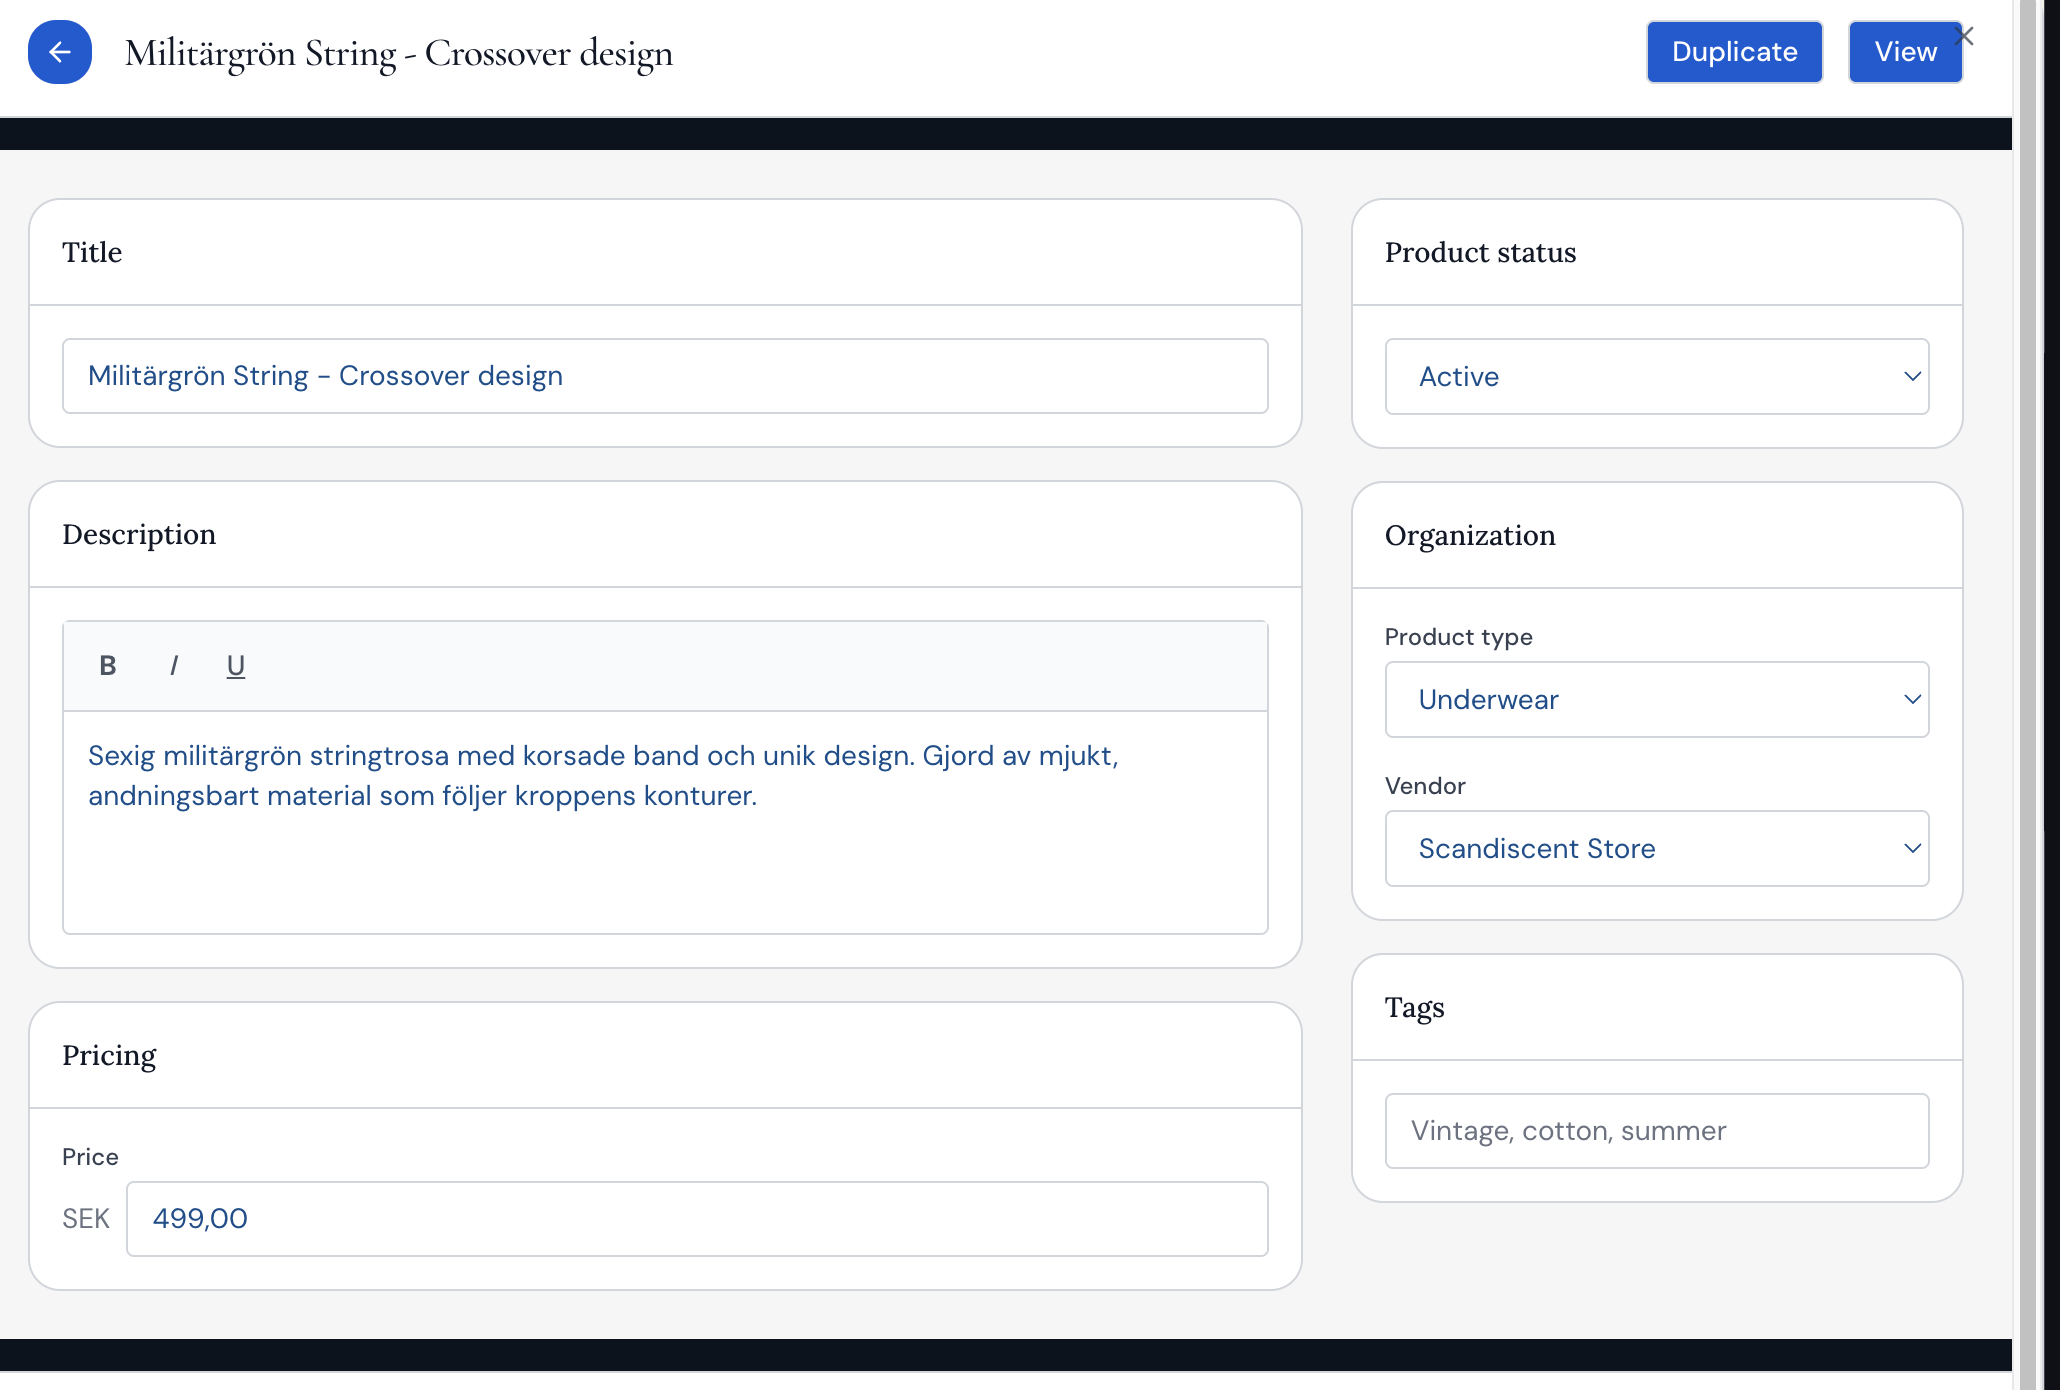 Militärgrön String - Crossover design
Duplicate
View
Title
Militärgrön String - Crossover design
Description
B I U
Sexig militärgrön stringtrosa med korsade band och unik design. Gjord av mjukt,
andningsbart material som följer kroppens konturer.
Pricing
Price
SEK
499,00
Product status
Active
Organization
Product type
Underwear
Vendor
Scandiscent Store
Tags
Vintage, cotton, summer